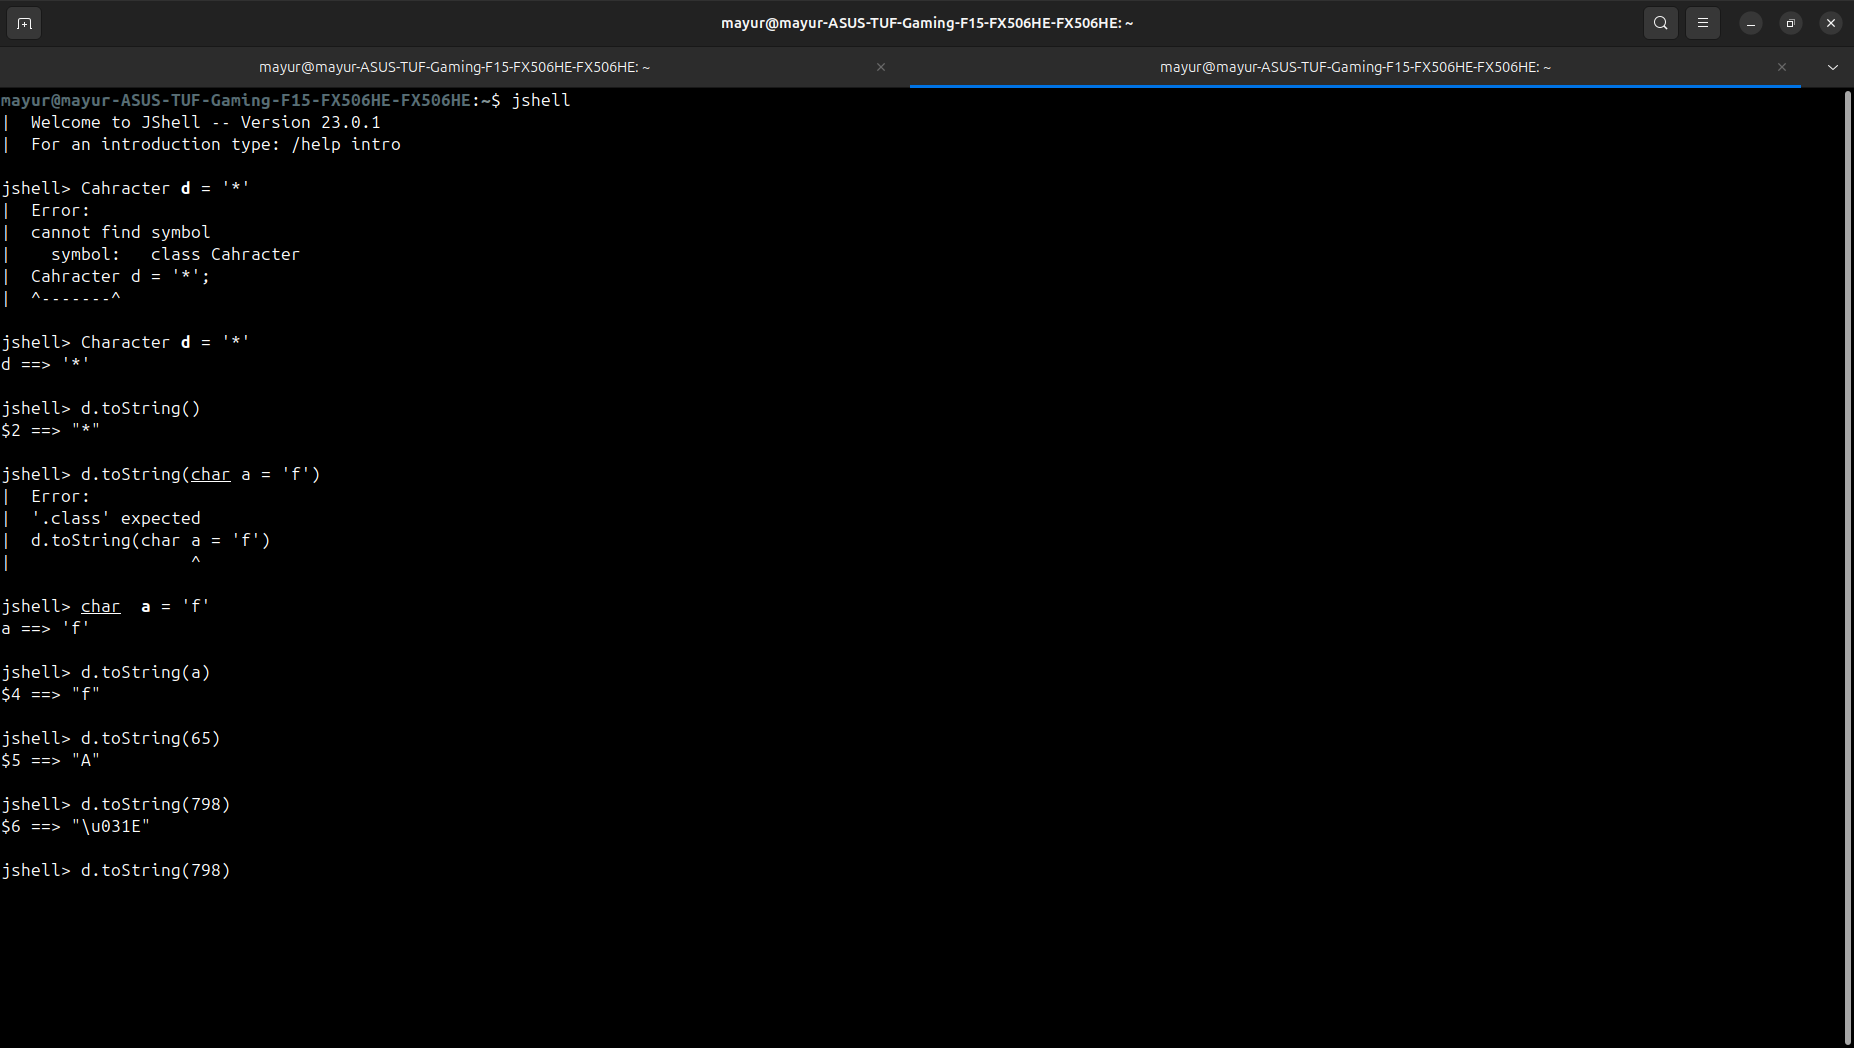 mayur@mayur-ASUS-TUF-Gaming-F15-FX506HE-FX506HE: ~
mayur@mayur-ASUS-TUF-Gaming-F15-FX506HE-FX506HE: ~
mayur@mayur-ASUS-TUF-Gaming-F15-FX506HE-FX506HE: ~
mayur@mayur-ASUS-TUF-Gaming-F15-FX506HE-FX506HE:~$ jshell
|  Welcome to JShell -- Version 23.0.1
|  For an introduction type: /help intro
jshell> Cahracter d = '*'
|  Error:
|  cannot find symbol
|    symbol:   class Cahracter
|  Cahracter d = '*';
|  ^-------^
jshell> Character d = '*'
d ==> '*'
jshell> d.toString()
$2 ==> "*"
jshell> d.toString(char a = 'f')
|  Error:
|  '.class' expected
|  d.toString(char a = 'f')
|                  ^
jshell> char  a = 'f'
a ==> 'f'
jshell> d.toString(a)
$4 ==> "f"
jshell> d.toString(65)
$5 ==> "A"
jshell> d.toString(798)
$6 ==> "\u031E"
jshell> d.toString(798)